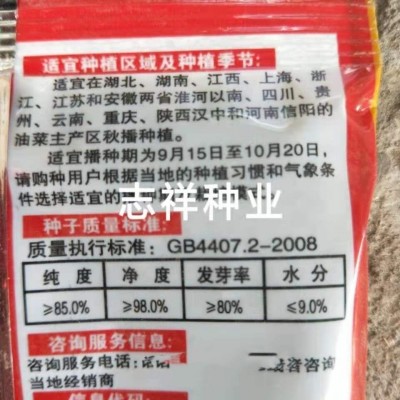 适宜种植区域及种植季节:
适宜在湖北、湖南、江西、上海、浙
江、江苏和安徽两省淮河以南、四川、贵
州、云南、重庆、陕西汉中和河南信阳的
油菜主产区秋播种植。
适宜播种期为9月15日至10月20日,
请购种用户根据当地的种植习惯和气象条
件选择适宜的
志祥种业
种子质量标准:
质量执行标准: GB4407.2-2008
纯 度 净 度 发芽率 水 分
≥85.0% ≥98.0% ≥80% ≤9.0%
咨询服务信息:
咨询服务电话: 咨咨询
当地经销商
信息代码: